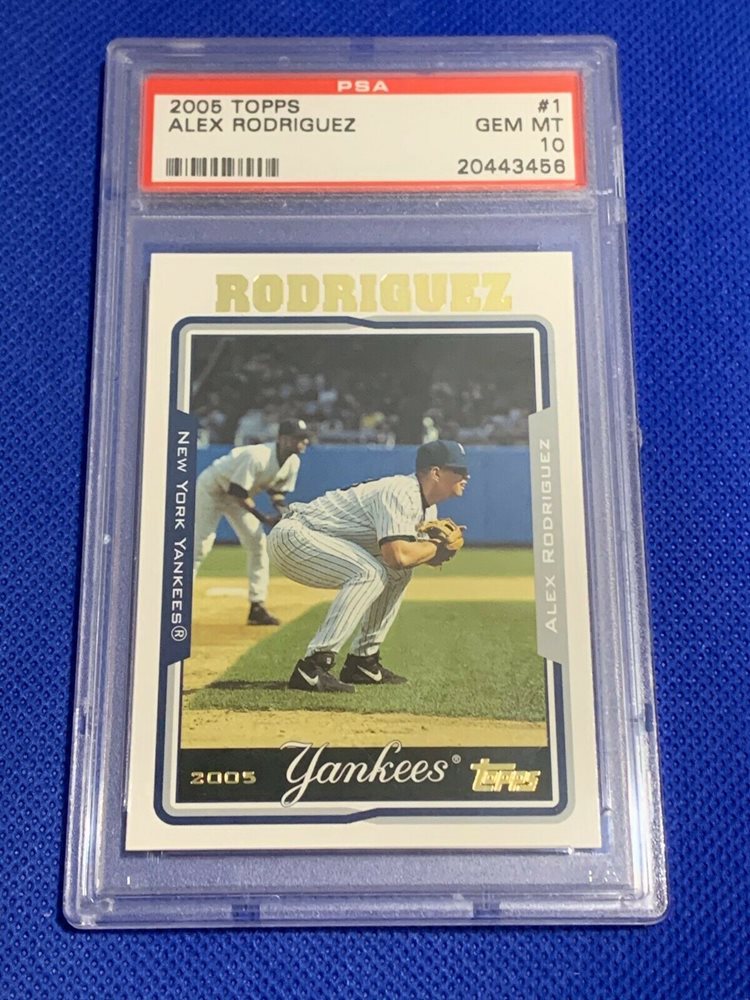 PSA
2005 TOPPS #1
ALEX RODRIGUEZ GEM MT
10
20443456
RODRIGUEZ
NEW YORK YANKEES®
ALEX RODRIGUEZ
2005 Yankees® Topps